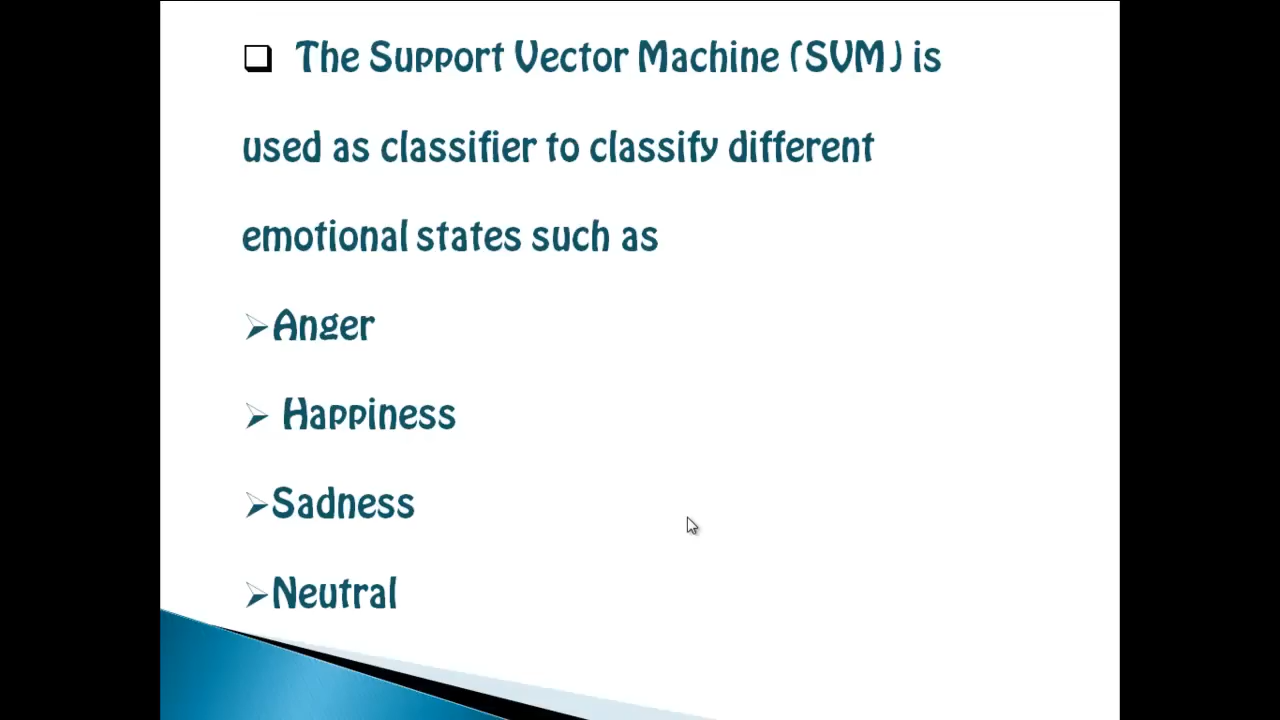 The Support Vector Machine (SVM) is
used as classifier to classify different
emotional states such as
Anger
Happiness
Sadness
Neutral